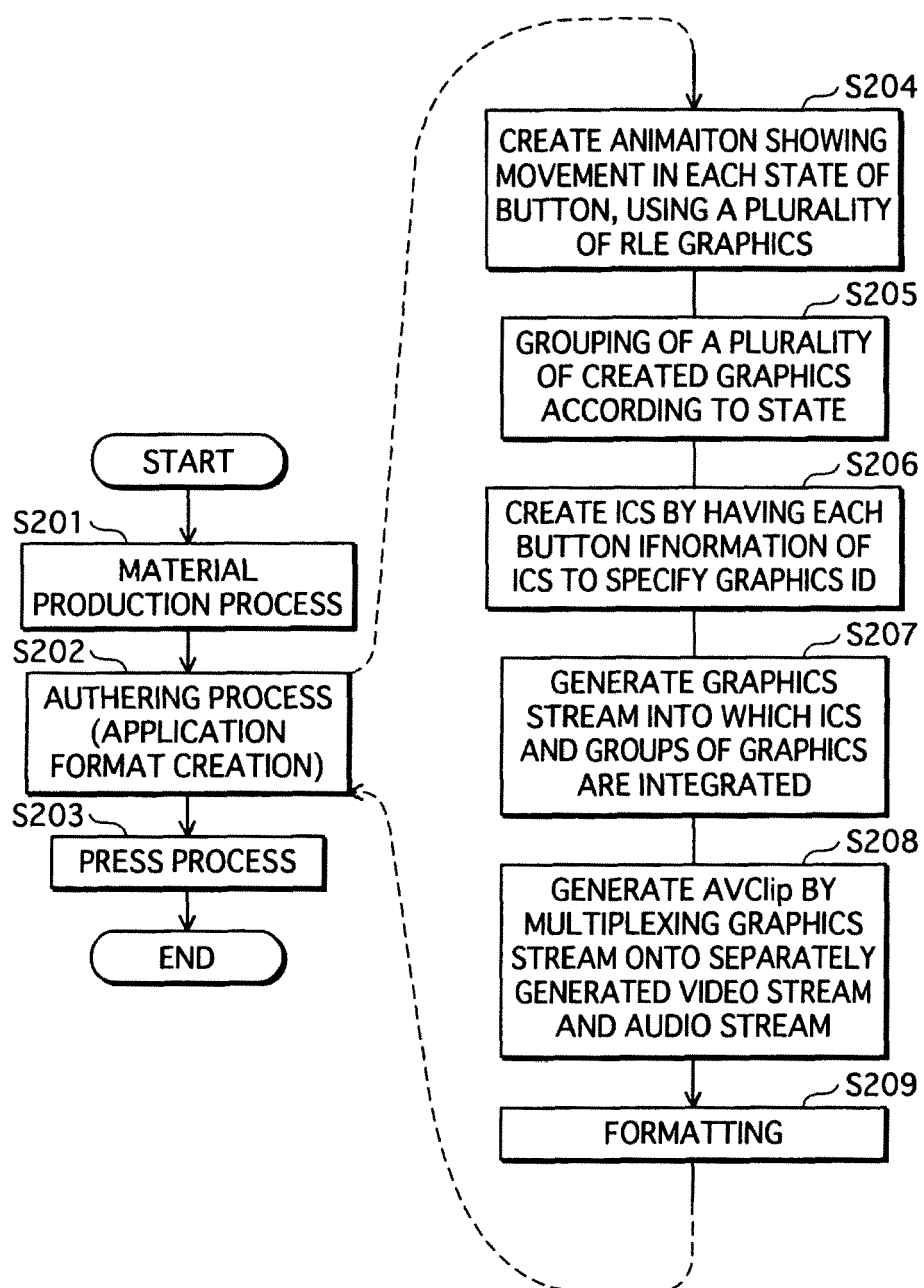 START
S201
MATERIAL
PRODUCTION PROCESS
S202
AUTHERING PROCESS
(APPLICATION
FORMAT CREATION)
S203
PRESS PROCESS
END
S204
CREATE ANIMAITON SHOWING
MOVEMENT IN EACH STATE OF
BUTTON, USING A PLURALITY
OF RLE GRAPHICS
S205
GROUPING OF A PLURALITY
OF CREATED GRAPHICS
ACCORDING TO STATE
S206
CREATE ICS BY HAVING EACH
BUTTON IFNORMATION OF
ICS TO SPECIFY GRAPHICS ID
S207
GENERATE GRAPHICS
STREAM INTO WHICH ICS
AND GROUPS OF GRAPHICS
ARE INTEGRATED
S208
GENERATE AVClip BY
MULTIPLEXING GRAPHICS
STREAM ONTO SEPARATELY
GENERATED VIDEO STREAM
AND AUDIO STREAM
S209
FORMATTING